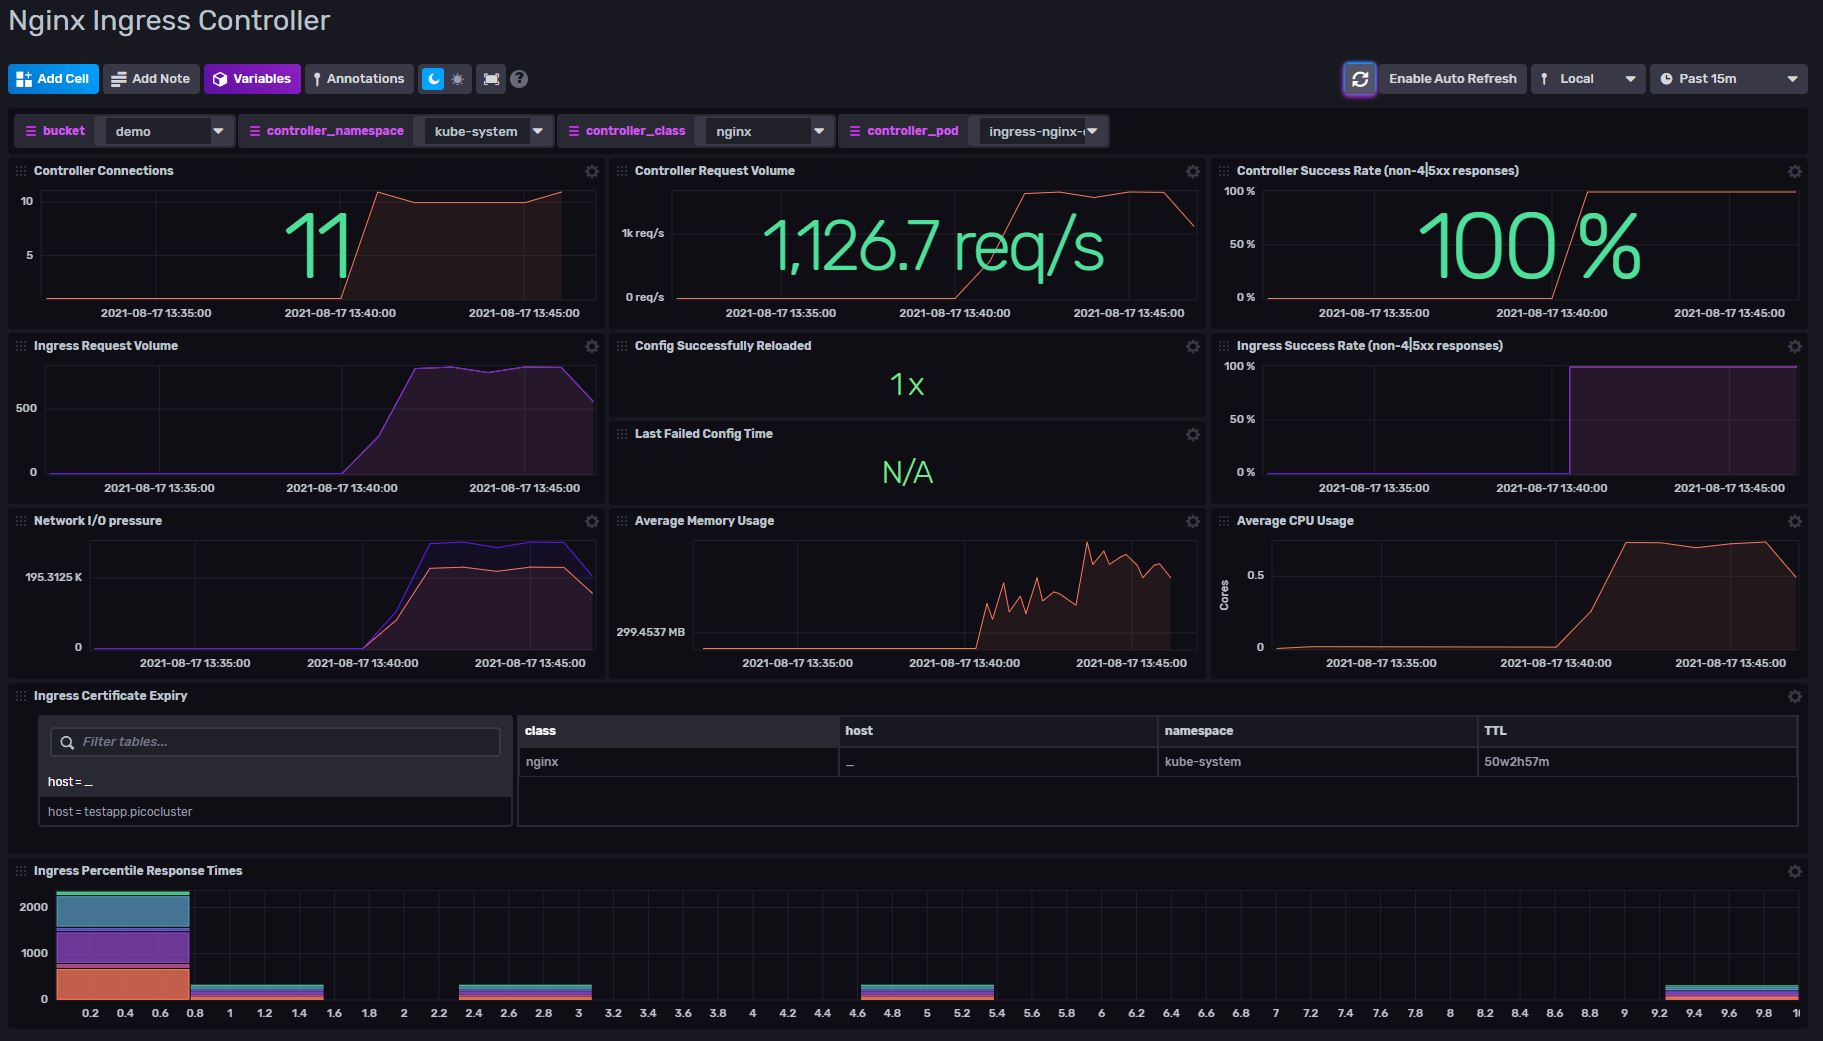 Nginx Ingress Controller
Add Cell Add Note Variables Annotations ? Enable Auto Refresh Local Past 15m
bucket demo controller_namespace kube-system controller_class nginx controller_pod ingress-nginx-
Controller Connections
10
5
11
2021-08-17 13:35:00 2021-08-17 13:40:00 2021-08-17 13:45:00
Controller Request Volume
1k req/s
0 req/s
1,126.7 req/s
2021-08-17 13:35:00 2021-08-17 13:40:00 2021-08-17 13:45:00
Controller Success Rate (non-4|5xx responses)
100 %
50 %
0 %
100 %
2021-08-17 13:35:00 2021-08-17 13:40:00 2021-08-17 13:45:00
Ingress Request Volume
500
0
2021-08-17 13:35:00 2021-08-17 13:40:00 2021-08-17 13:45:00
Config Successfully Reloaded
1 x
Last Failed Config Time
N/A
Ingress Success Rate (non-4|5xx responses)
100 %
50 %
0 %
2021-08-17 13:35:00 2021-08-17 13:40:00 2021-08-17 13:45:00
Network I/O pressure
195.3125 K
0
2021-08-17 13:35:00 2021-08-17 13:40:00 2021-08-17 13:45:00
Average Memory Usage
299.4537 MB
2021-08-17 13:35:00 2021-08-17 13:40:00 2021-08-17 13:45:00
Average CPU Usage
Cores
0.5
0
2021-08-17 13:35:00 2021-08-17 13:40:00 2021-08-17 13:45:00
Ingress Certificate Expiry
Filter tables...
host = _
host = testapp.picocluster
class host namespace TTL
nginx _ kube-system 50w2h57m
Ingress Percentile Response Times
2000
1000
0
0.2 0.4 0.6 0.8 1 1.2 1.4 1.6 1.8 2 2.2 2.4 2.6 2.8 3 3.2 3.4 3.6 3.8 4 4.2 4.4 4.6 4.8 5 5.2 5.4 5.6 5.8 6 6.2 6.4 6.6 6.8 7 7.2 7.4 7.6 7.8 8 8.2 8.4 8.6 8.8 9 9.2 9.4 9.6 9.8